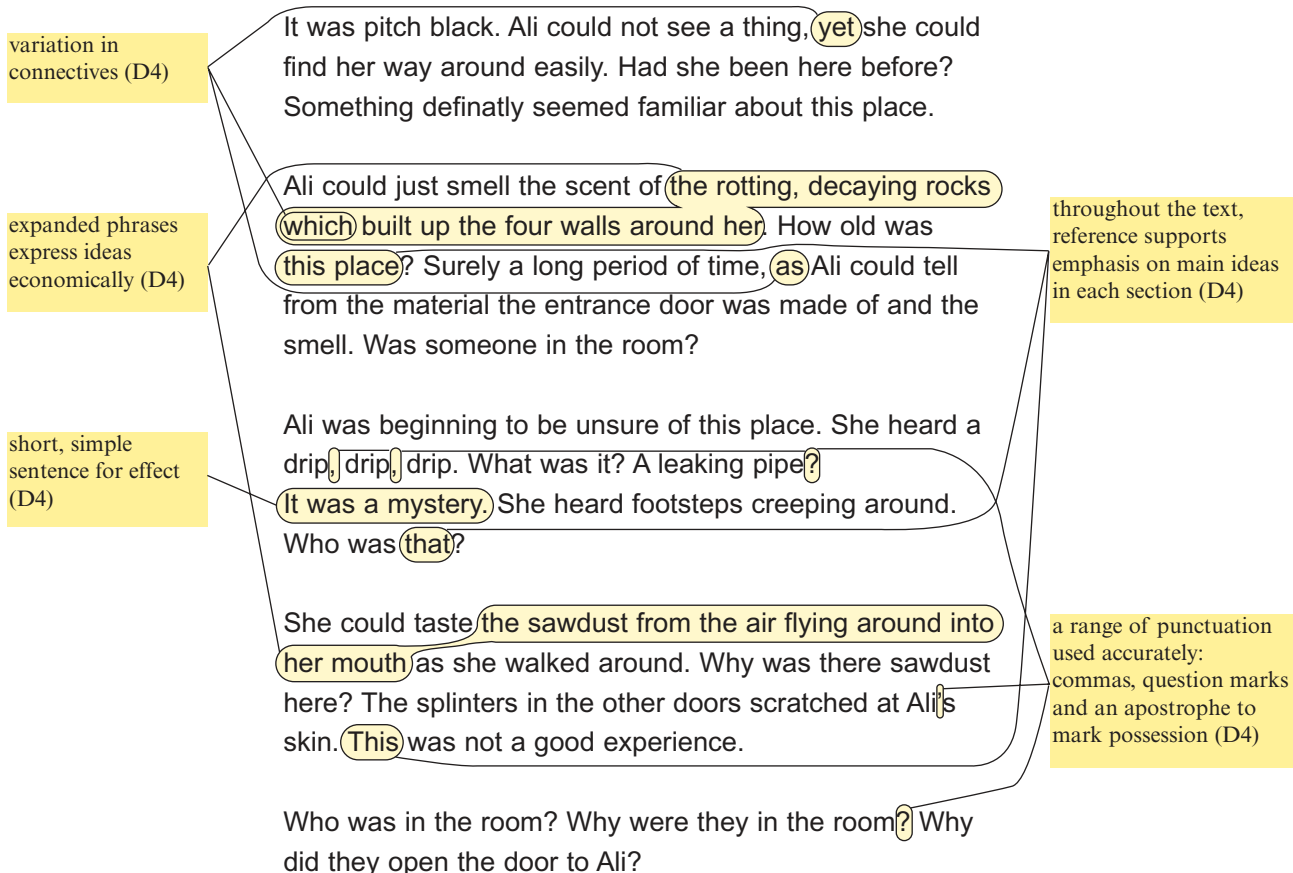 variation in
connectives (D4)
expanded phrases
express ideas
economically (D4)
short, simple
sentence for effect
(D4)
It was pitch black. Ali could not see a thing, yet she could
find her way around easily. Had she been here before?
Something definatly seemed familiar about this place.
Ali could just smell the scent of the rotting, decaying rocks
which built up the four walls around her. How old was
this place? Surely a long period of time, as Ali could tell
from the material the entrance door was made of and the
smell. Was someone in the room?
Ali was beginning to be unsure of this place. She heard a
drip, drip, drip. What was it? A leaking pipe?
It was a mystery. She heard footsteps creeping around.
Who was that?
She could taste the sawdust from the air flying around into
her mouth as she walked around. Why was there sawdust
here? The splinters in the other doors scratched at Ali's
skin. This was not a good experience.
Who was in the room? Why were they in the room? Why
did they open the door to Ali?
throughout the text,
reference supports
emphasis on main ideas
in each section (D4)
a range of punctuation
used accurately:
commas, question marks
and an apostrophe to
mark possession (D4)